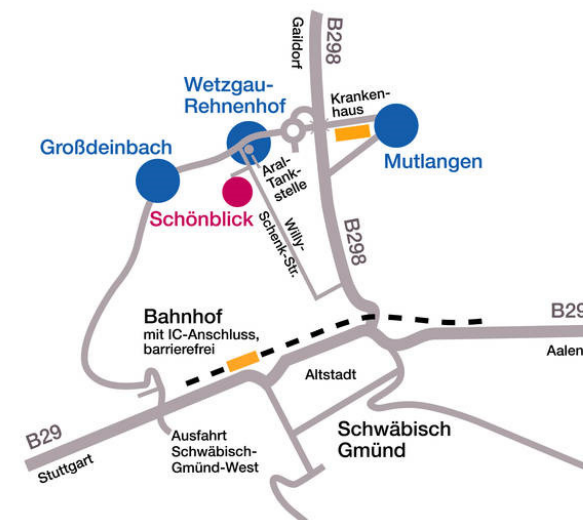 Gaildorf
B298
Wetzgau-
Rehnenhof
Kranken-
haus
Großdeinbach
Mutlangen
Aral-
Tank-
stelle
Schönblick
Willy-
Schenk-Str.
B298
Bahnhof
mit IC-Anschluss,
barrierefrei
B29
Aalen
Altstadt
Schwäbisch
Gmünd
B29
Stuttgart
Ausfahrt
Schwäbisch-
Gmünd-West